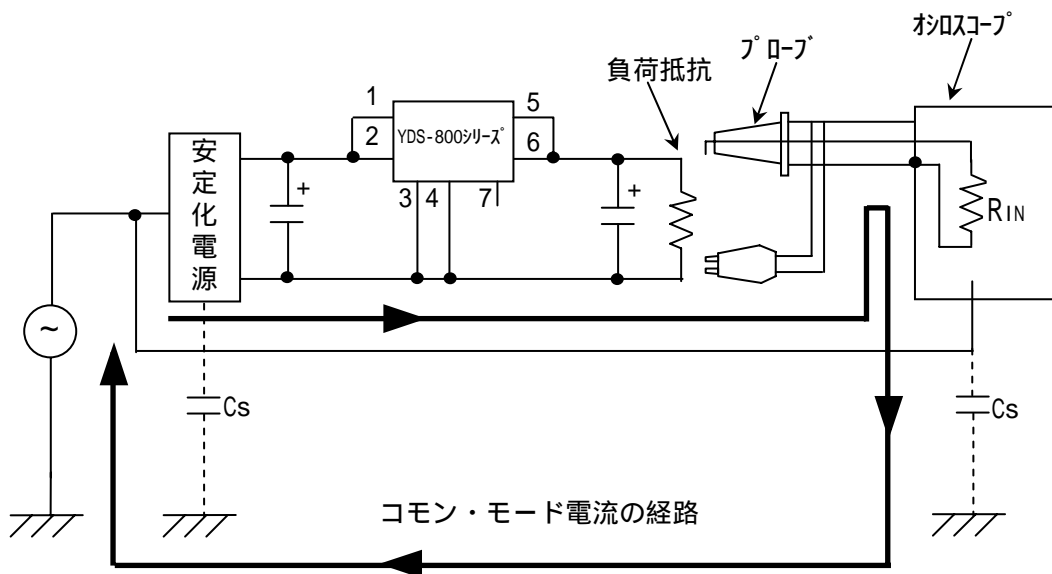 ｵｼﾛｽｺｰﾌﾟ
ﾌﾟﾛｰﾌﾞ
負荷抵抗
1
2
YDS-800ｼﾘｰｽﾞ
5
6
3
4
7
安定化電源
+
+
RIN
~
Cs
Cs
コモン・モード電流の経路